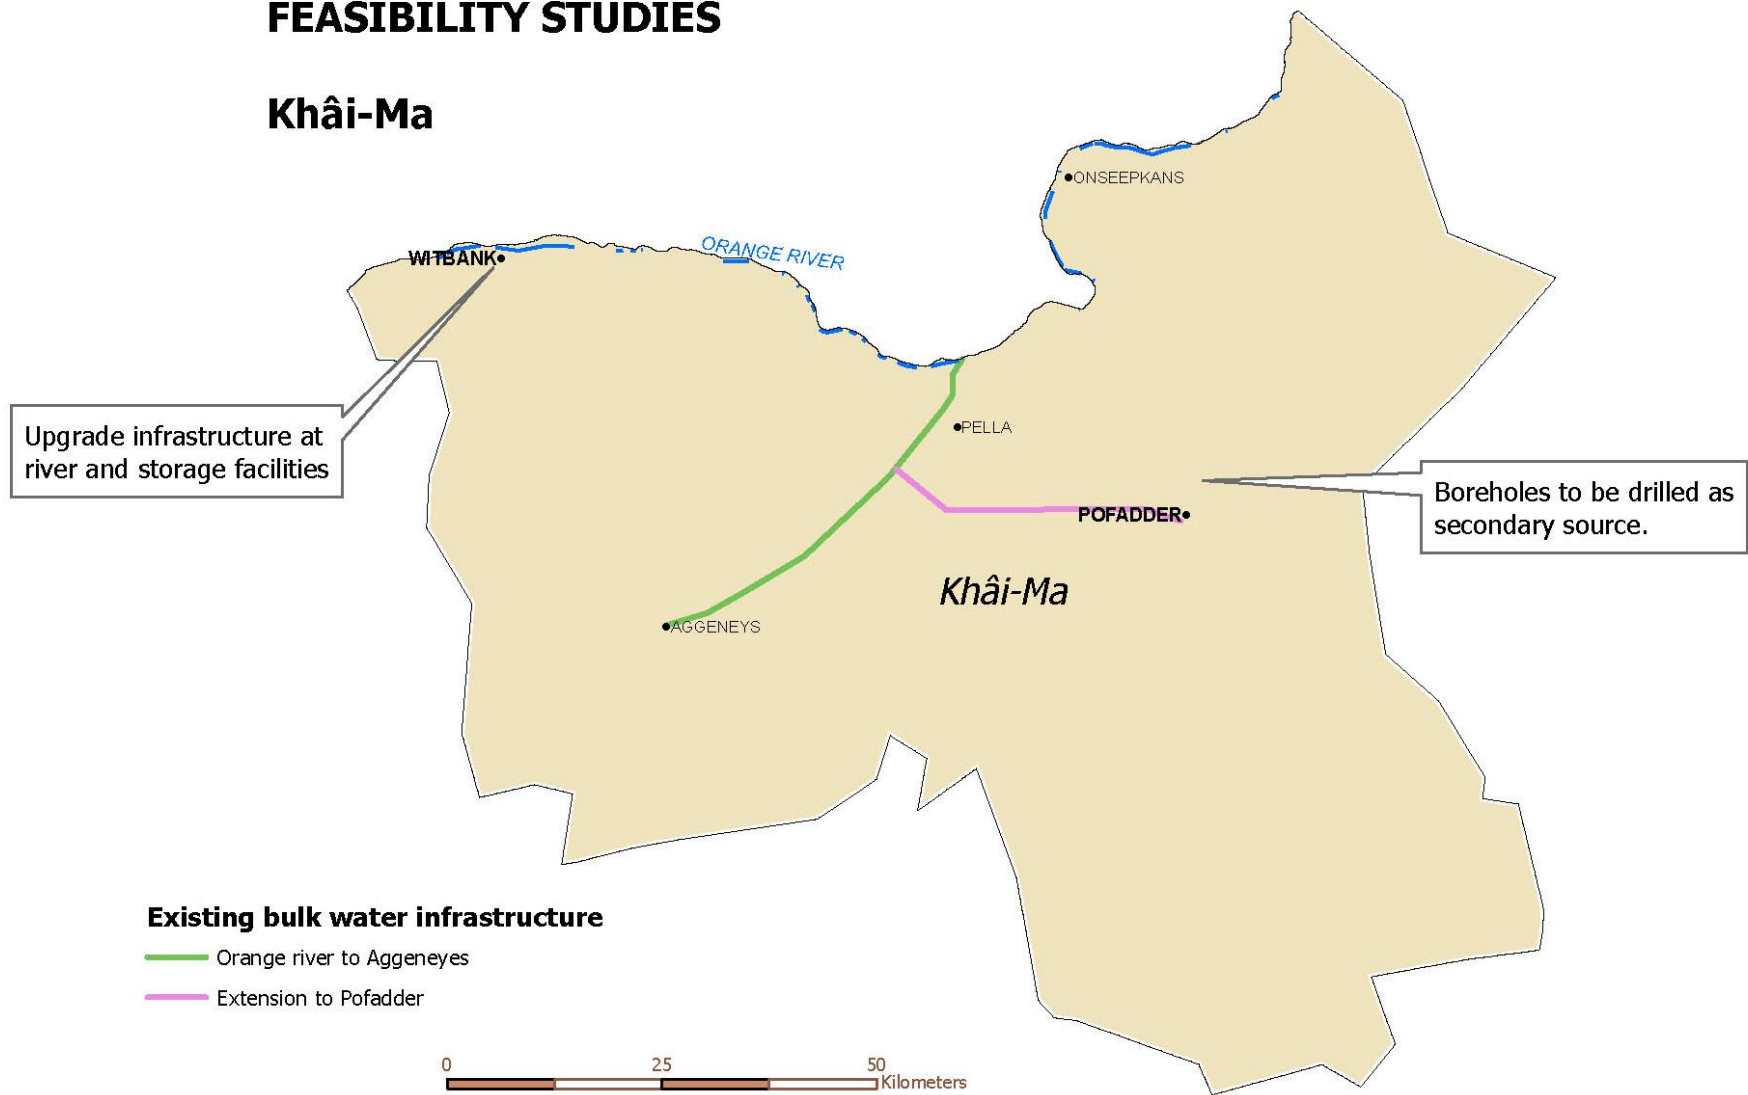 FEASIBILITY STUDIES
Khâi-Ma
ONSEEPKANS
ORANGE RIVER
WITBANK
Upgrade infrastructure at
river and storage facilities
PELLA
Boreholes to be drilled as
secondary source.
POFADDER
Khâi-Ma
AGGENEYS
Existing bulk water infrastructure
Orange river to Aggeneyes
Extension to Pofadder
0 25 50
Kilometers